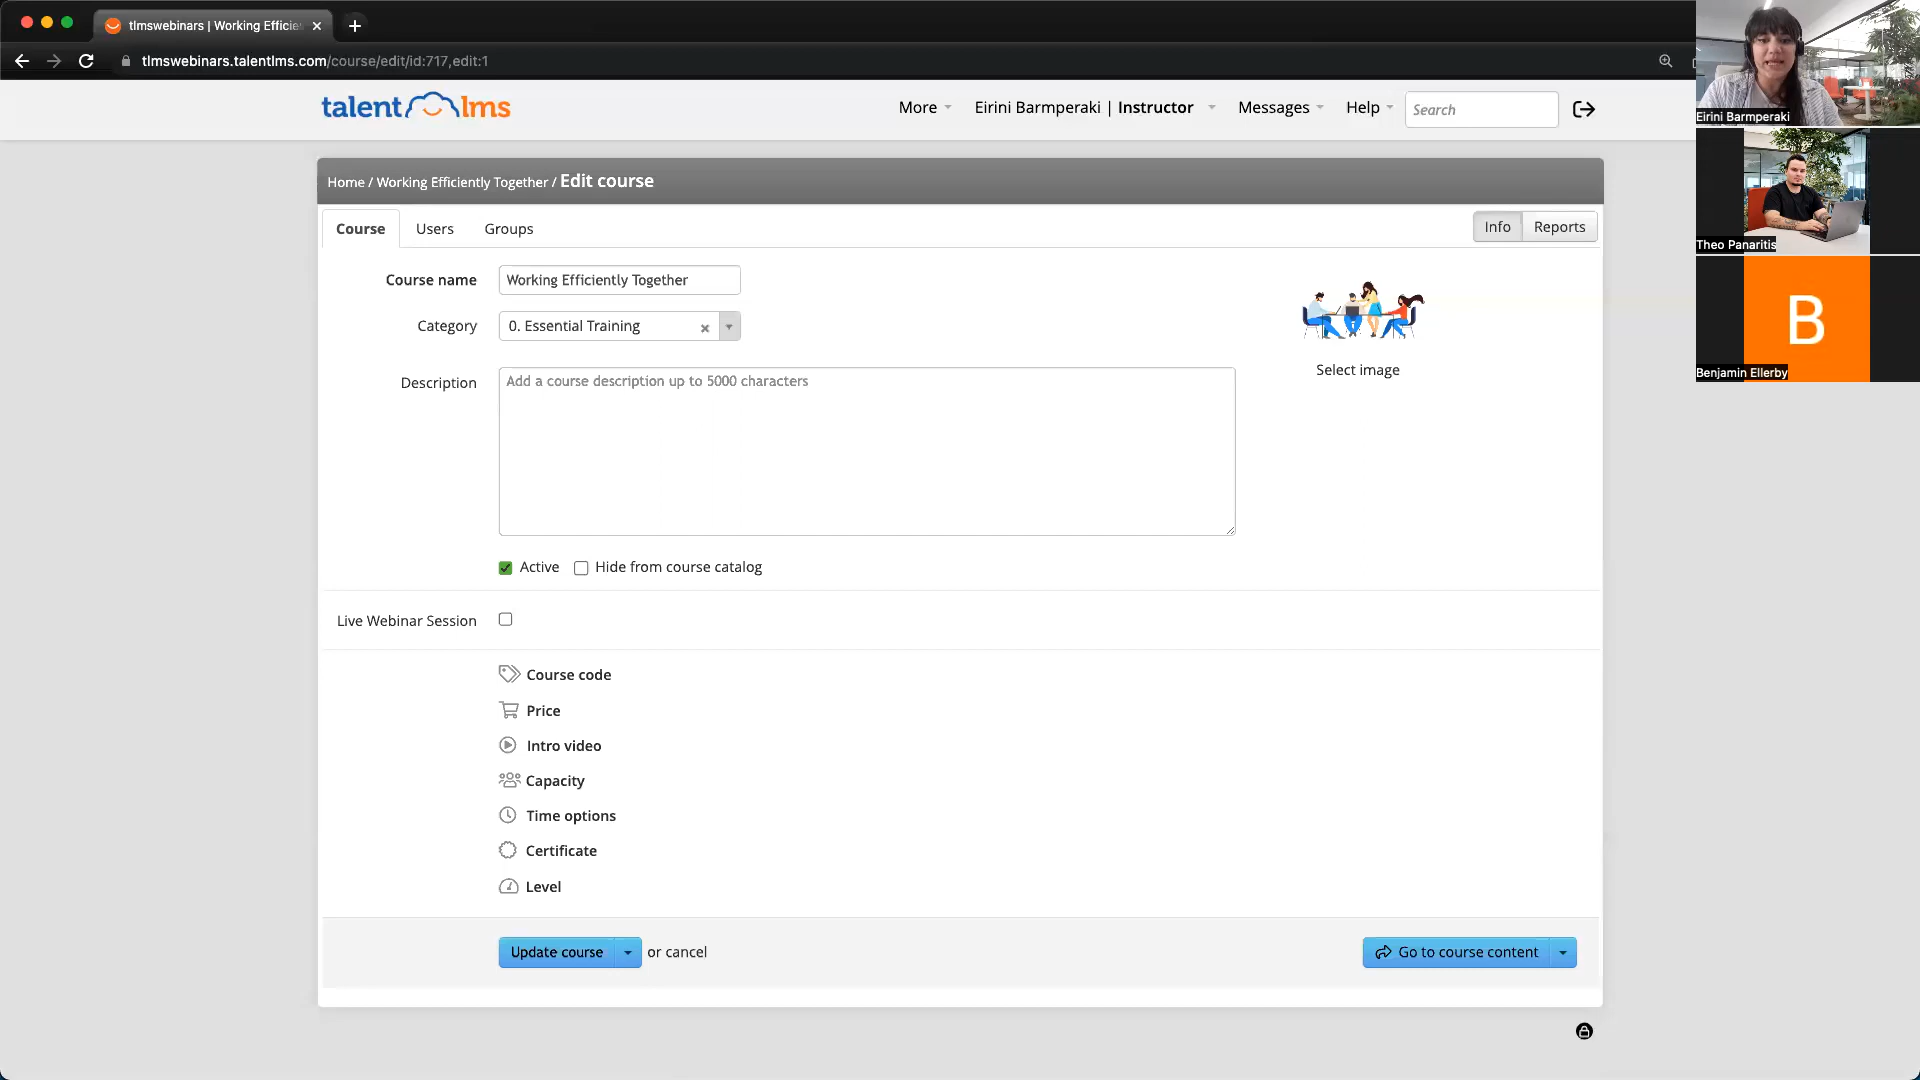 tlmswebinars | Working Efficie
tlmswebinars.talentlms.com/course/edit/id:717,edit:1
talentlms
More
Eirini Barmperaki | Instructor
Messages
Help
Search
Eirini Barmperaki
Theo Panaritis
B
Benjamin Ellerby
Home / Working Efficiently Together / Edit course
Course
Users
Groups
Info
Reports
Course name
Working Efficiently Together
Category
0. Essential Training
Description
Add a course description up to 5000 characters
Select image
Active
Hide from course catalog
Live Webinar Session
Course code
Price
Intro video
Capacity
Time options
Certificate
Level
Update course
or cancel
Go to course content